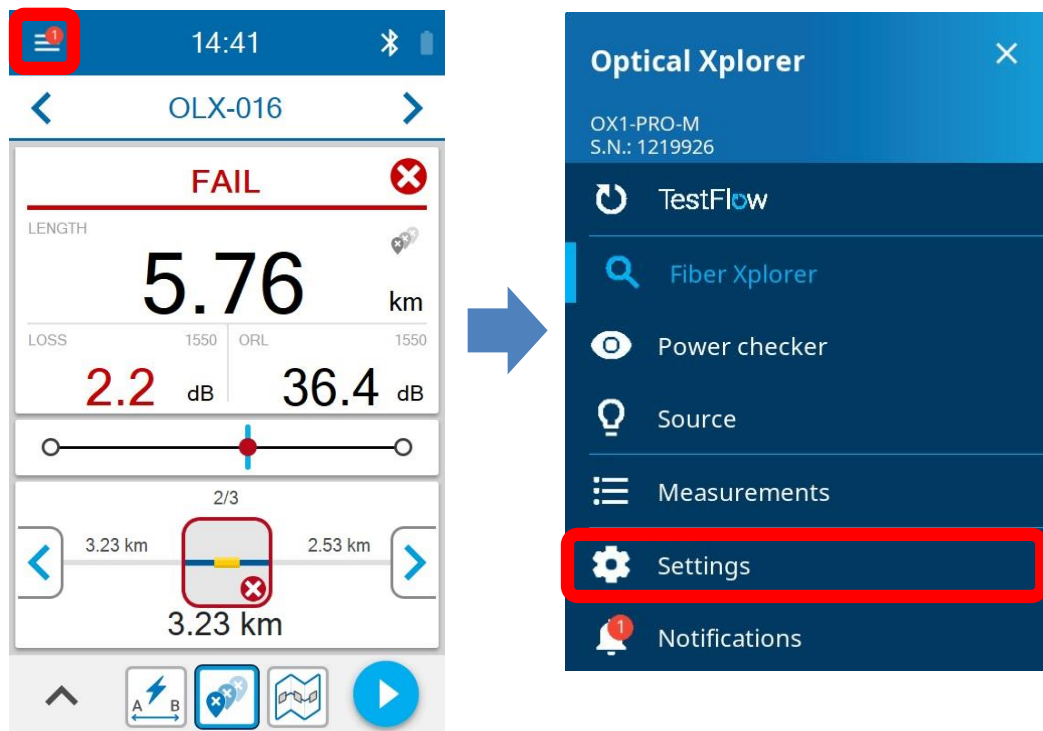 1
14:41
OLX-016
FAIL
LENGTH
5.76
km
LOSS
1550
ORL
1550
2.2
dB
36.4
dB
2/3
3.23 km
2.53 km
3.23 km
A
B
Optical Xplorer
OX1-PRO-M
S.N.: 1219926
TestFlow
Fiber Xplorer
Power checker
Source
Measurements
Settings
1
Notifications